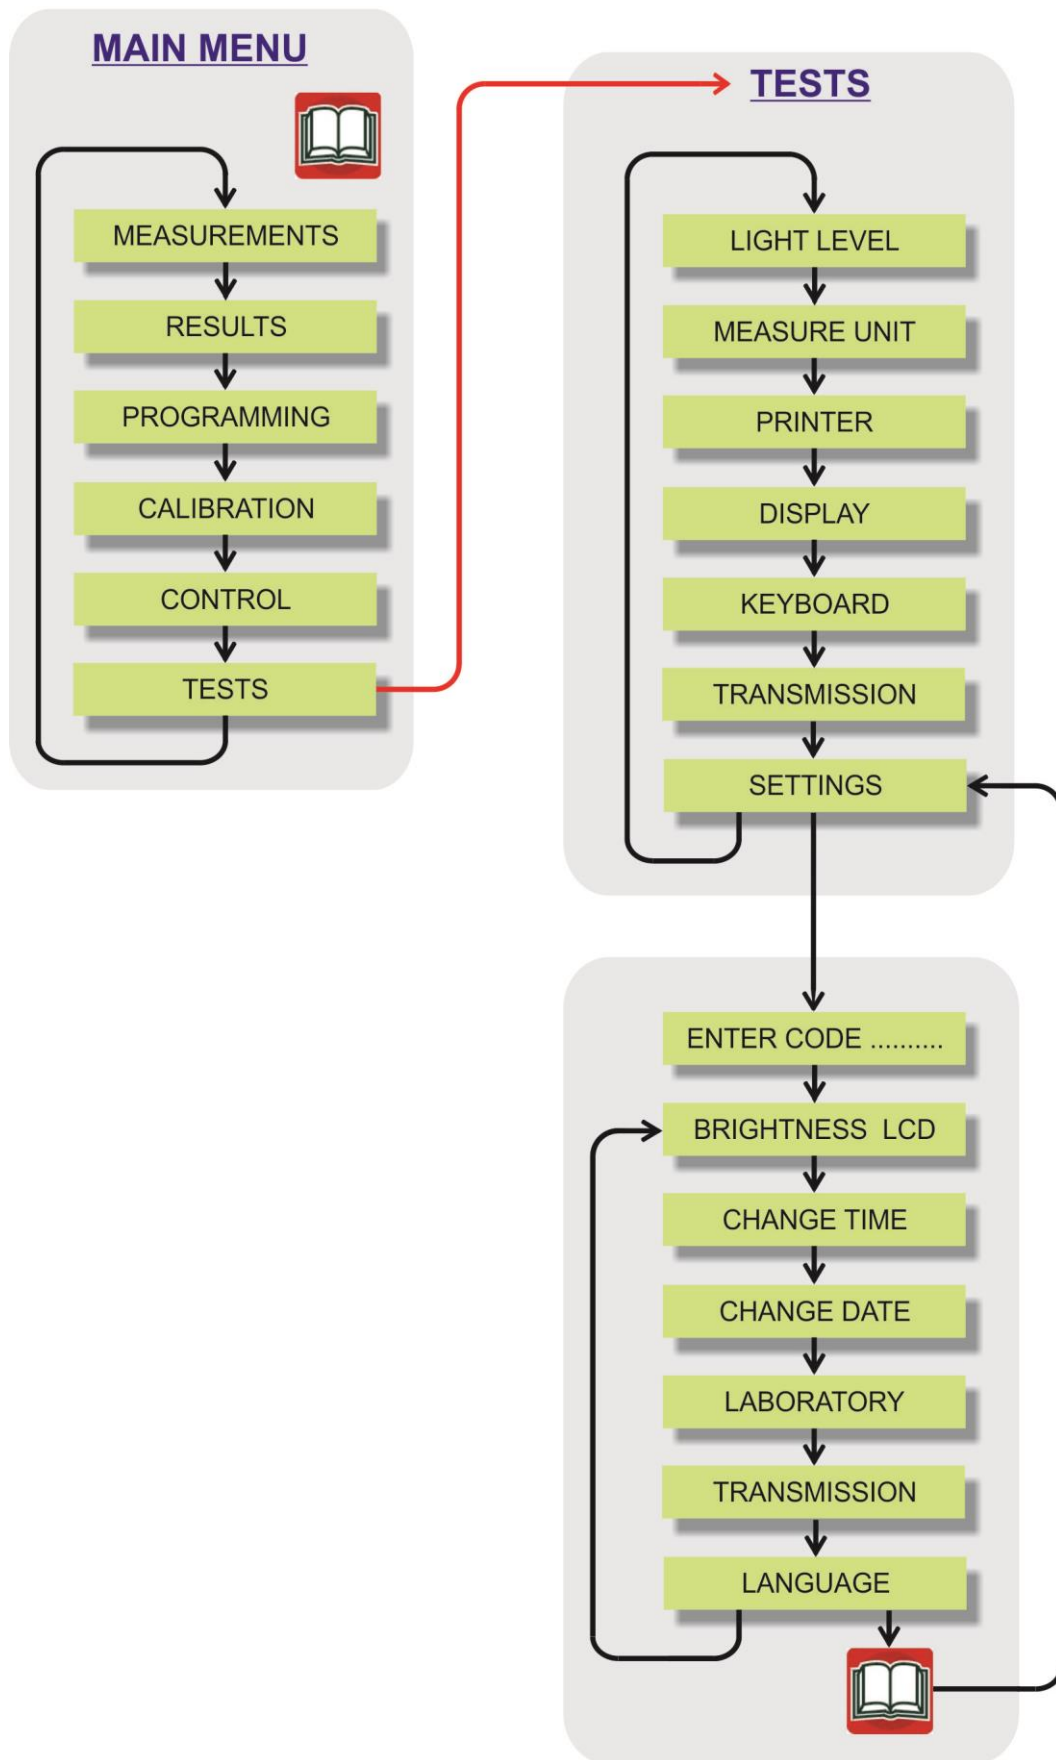 MAIN MENU
MEASUREMENTS
RESULTS
PROGRAMMING
CALIBRATION
CONTROL
TESTS
TESTS
LIGHT LEVEL
MEASURE UNIT
PRINTER
DISPLAY
KEYBOARD
TRANSMISSION
SETTINGS
ENTER CODE ..........
BRIGHTNESS LCD
CHANGE TIME
CHANGE DATE
LABORATORY
TRANSMISSION
LANGUAGE